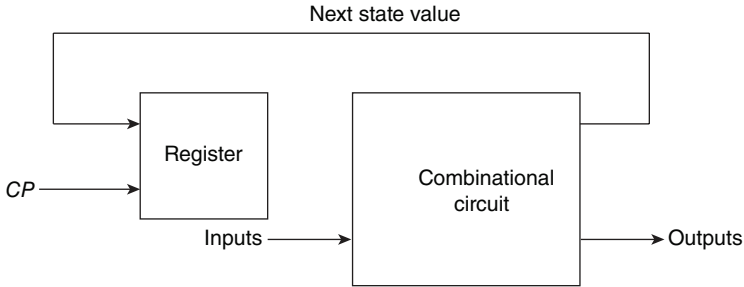 Next state value
Register
CP
Combinational
circuit
Inputs
Outputs